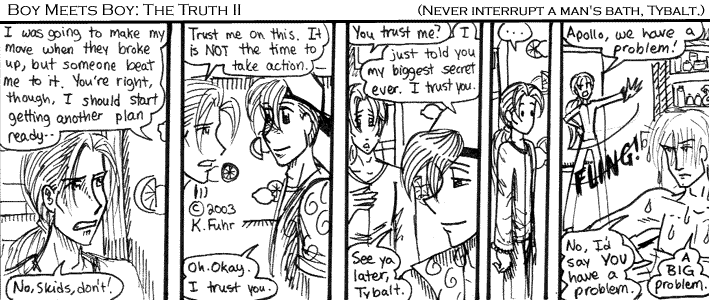 BOY MEETS BOY: THE TRUTH II
(NEVER INTERRUPT A MAN'S BATH, TYBALT.)
I was going to make my
move when they broke
up, but someone beat
me to it. You're right,
though, I should start
getting another plan
ready--
No, Skids, don't!
Trust me on this. It
is NOT the time to
take action.
© 2003
K. Fuhr
Oh. Okay.
I trust you.
You trust me?
I
just told you
my biggest secret
ever. I trust you.
See ya
later,
Tybalt.
...
Apollo, we have a
problem!
FLING!
No, I'd
say YOU
have a
problem.
A
BIG
problem.